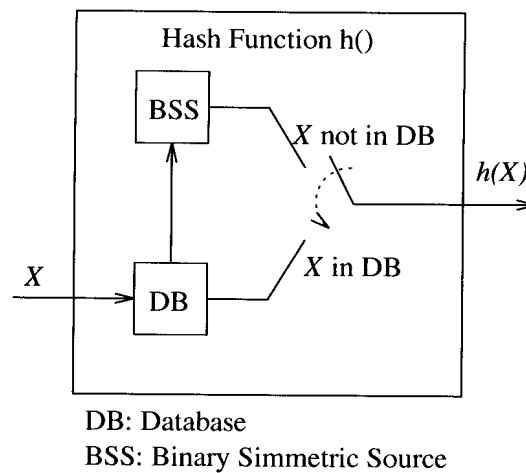 Hash Function h()
BSS
X not in DB
h(X)
X in DB
X
DB
DB: Database
BSS: Binary Simmetric Source